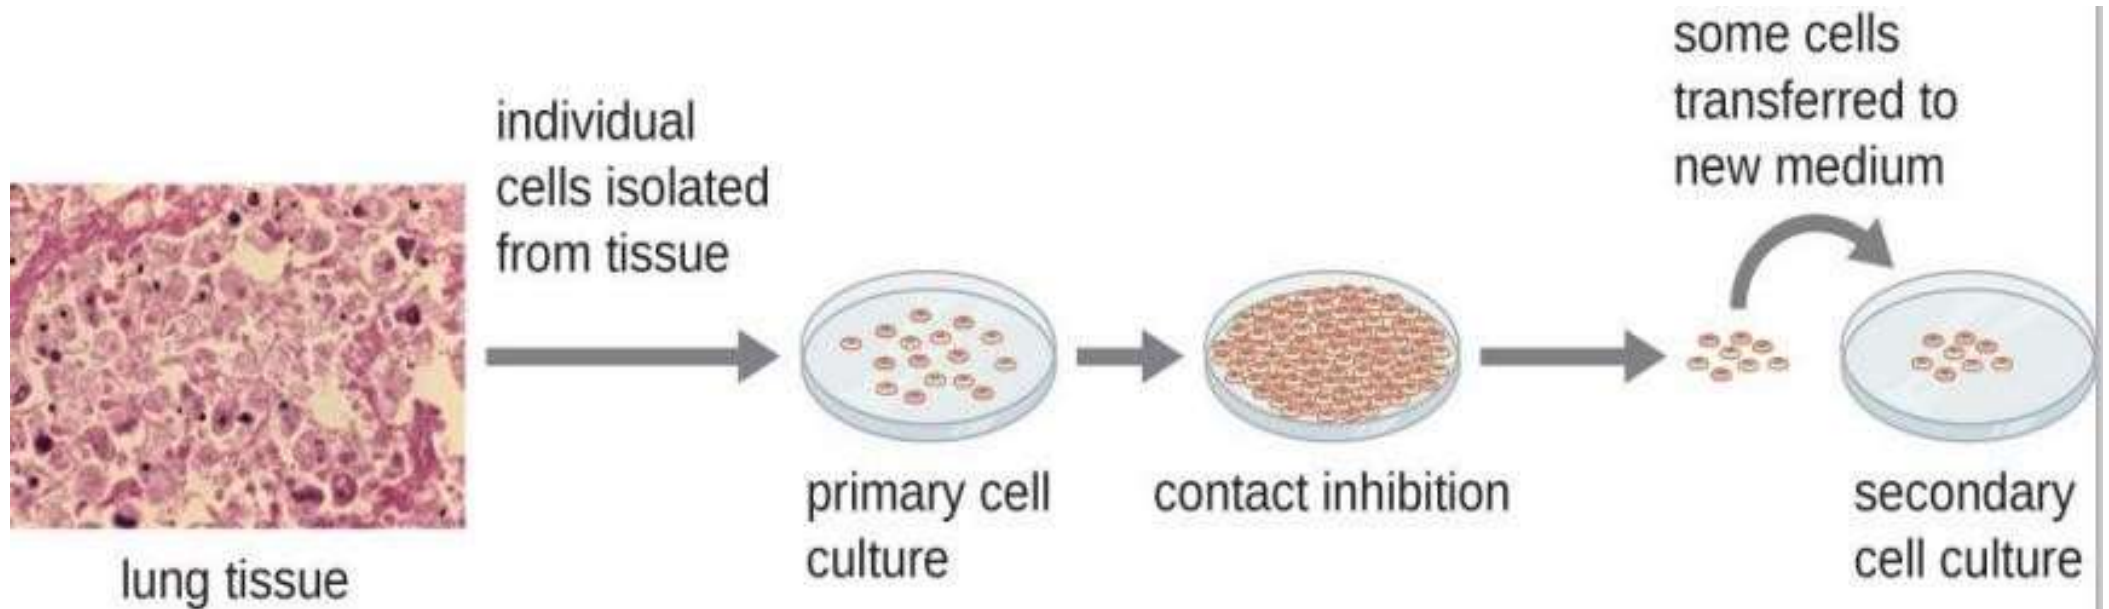 lung tissue
individual
cells isolated
from tissue
primary cell
culture
contact inhibition
some cells
transferred to
new medium
secondary
cell culture